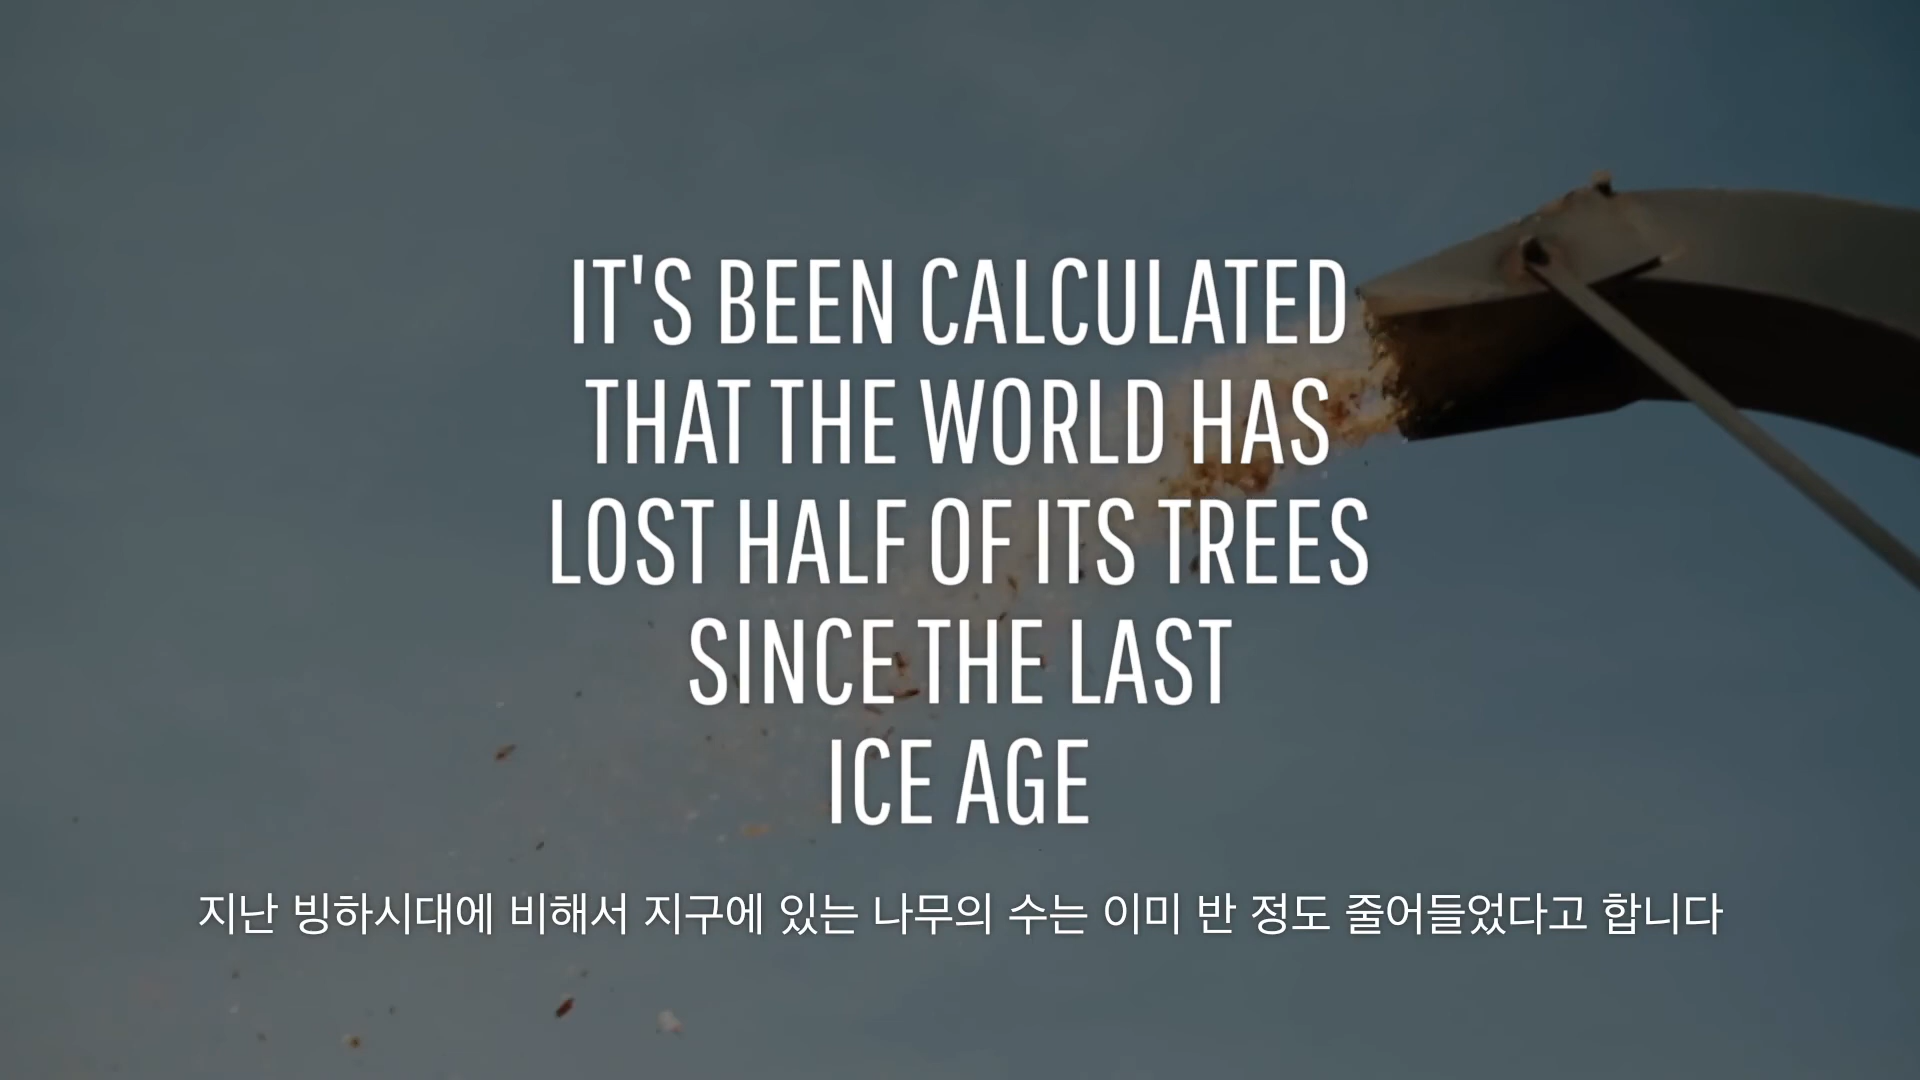 IT'S BEEN CALCULATED
THAT THE WORLD HAS
LOST HALF OF ITS TREES
SINCE THE LAST
ICE AGE
지난 빙하시대에 비해서 지구에 있는 나무의 수는 이미 반 정도 줄어들었다고 합니다